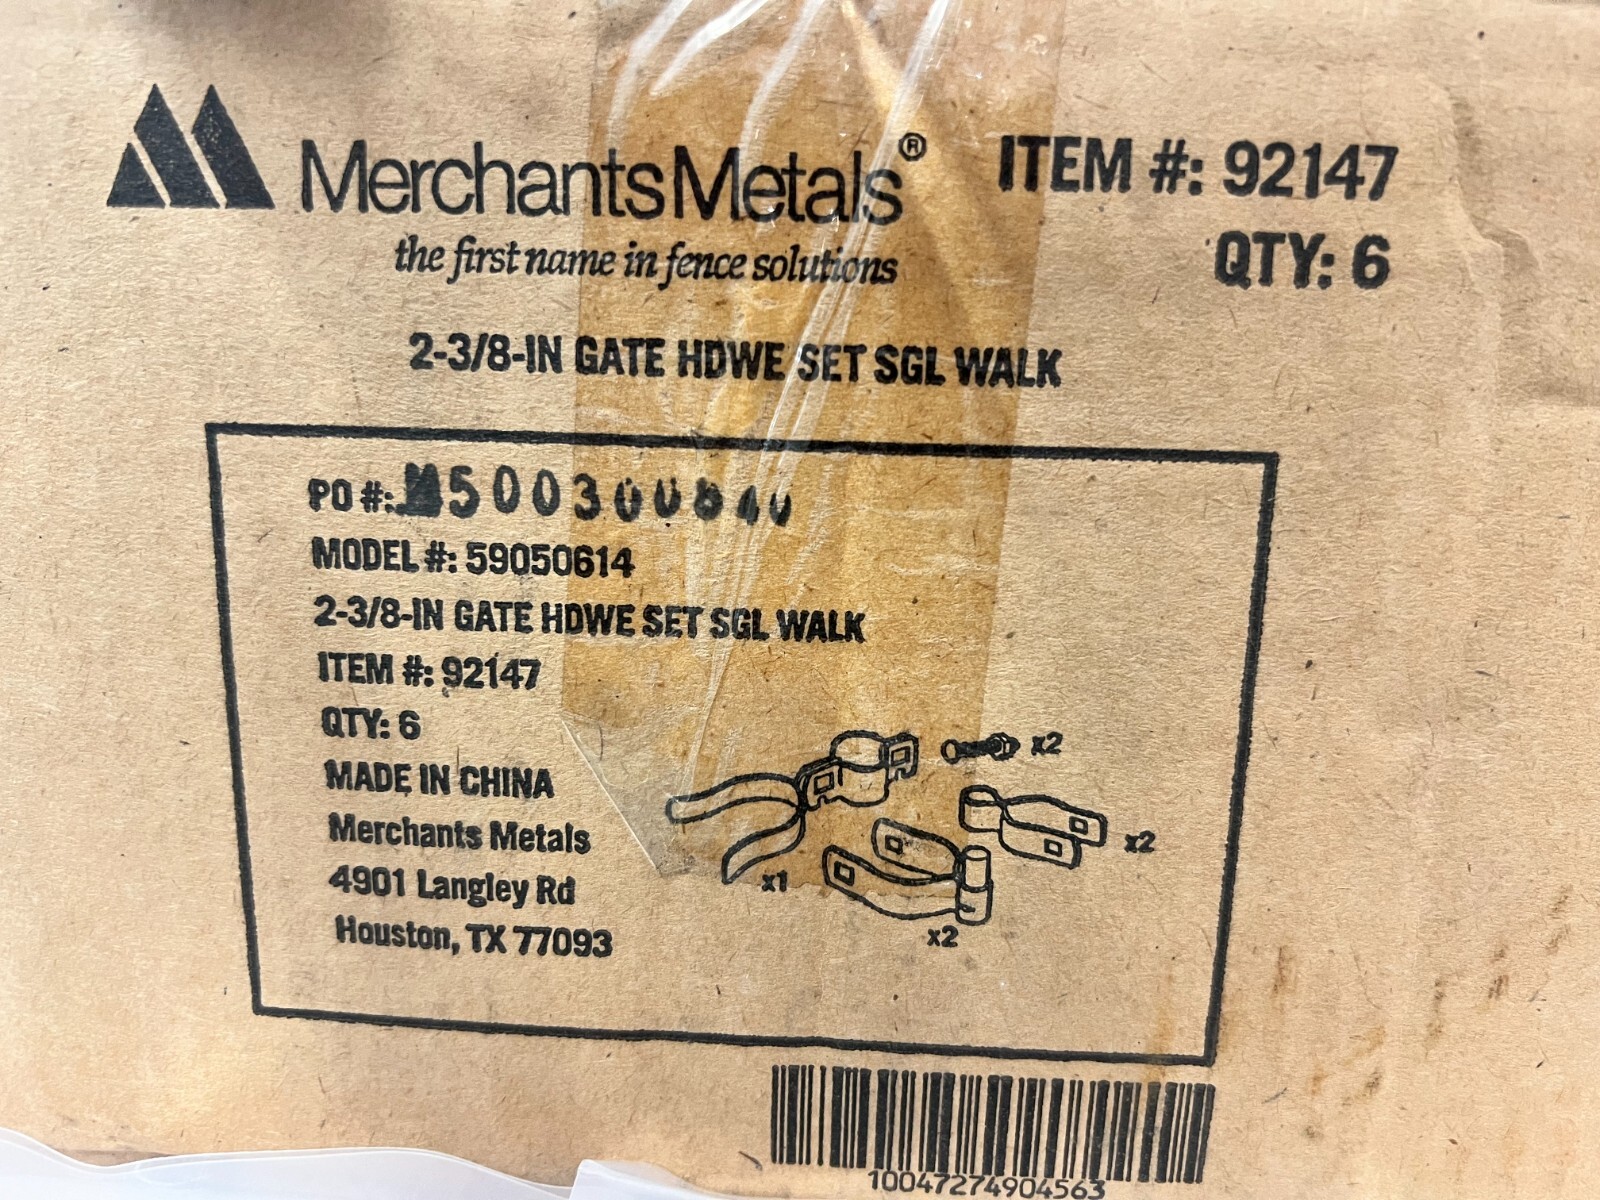 MerchantsMetals®
the first name in fence solutions
ITEM #: 92147
QTY: 6
2-3/8-IN GATE HDWE SET SGL WALK
PO #:
MODEL #: 59050614
2-3/8-IN GATE HDWE SET SGL WALK
ITEM #: 92147
QTY: 6
MADE IN CHINA
Merchants Metals
4901 Langley Rd
Houston, TX 77093
x2
x2
x1
x2
10047274904563